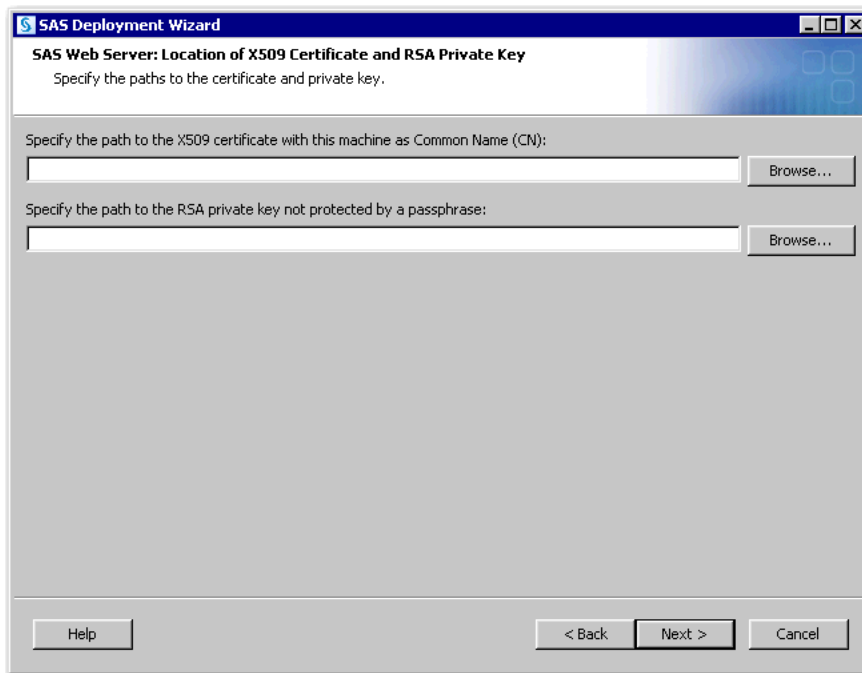 SAS Deployment Wizard
SAS Web Server: Location of X509 Certificate and RSA Private Key
Specify the paths to the certificate and private key.
Specify the path to the X509 certificate with this machine as Common Name (CN):
Browse...
Specify the path to the RSA private key not protected by a passphrase:
Browse...
Help < Back Next > Cancel